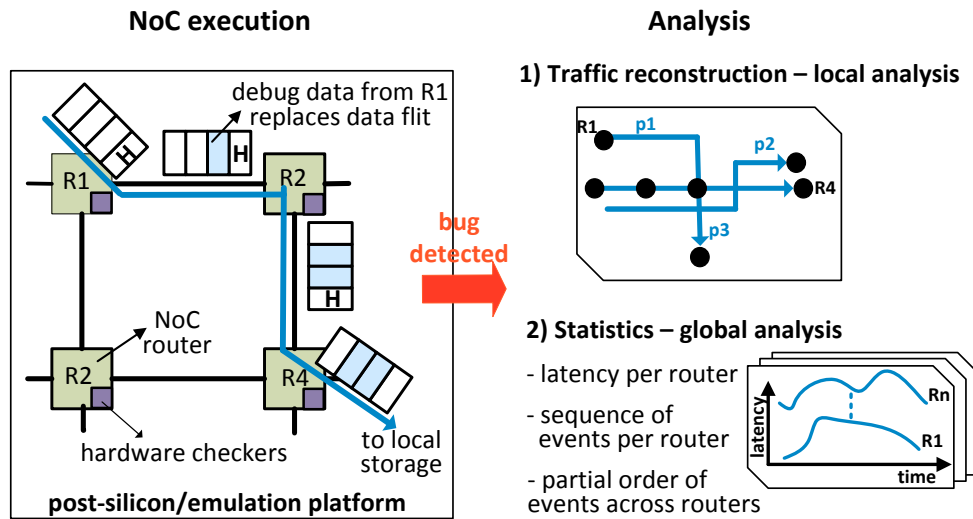 NoC execution
debug data from R1
replaces data flit
H
H
R1
R2
H
NoC
router
R2
R4
hardware checkers
to local
storage
post-silicon/emulation platform
bug
detected
Analysis
1) Traffic reconstruction – local analysis
R1
p1
p2
R4
p3
2) Statistics – global analysis
- latency per router
- sequence of
events per router
- partial order of
events across routers
latency
Rn
R1
time